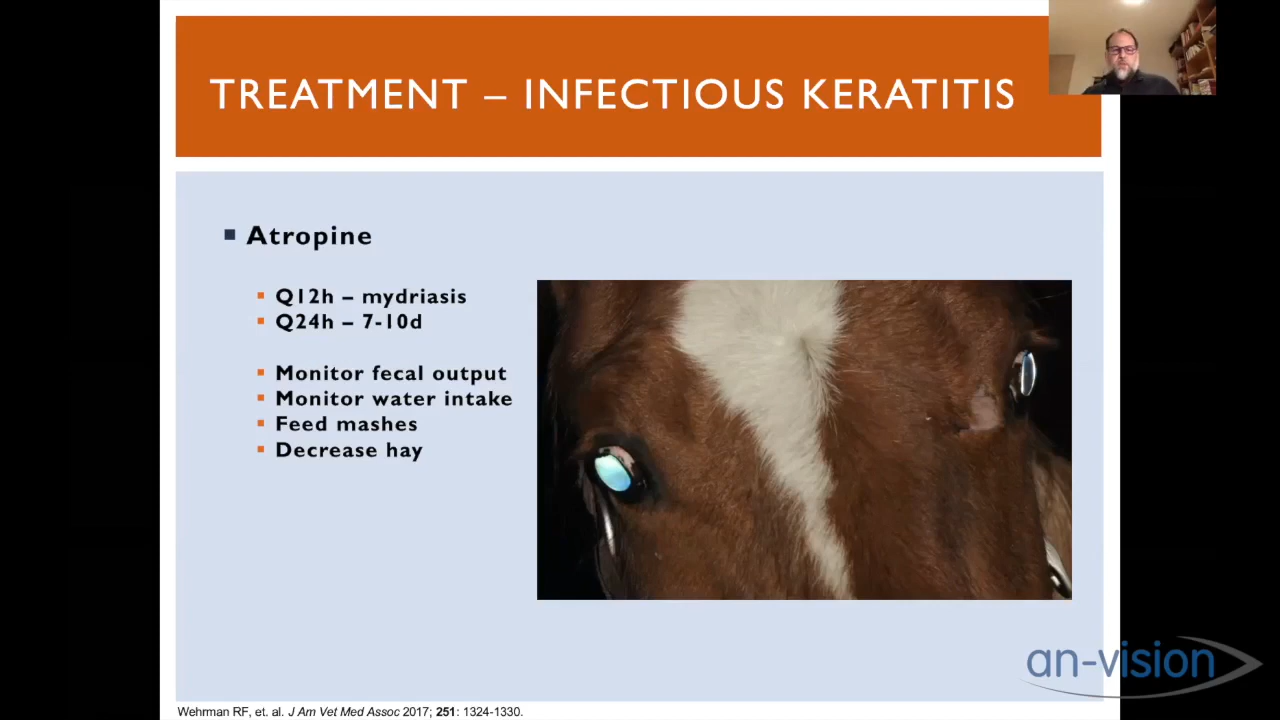 TREATMENT – INFECTIOUS KERATITIS
Atropine
Q12h – mydriasis
Q24h – 7-10d
Monitor fecal output
Monitor water intake
Feed mashes
Decrease hay
an-vision
Wehrman RF, et. al. J Am Vet Med Assoc 2017; 251: 1324-1330.